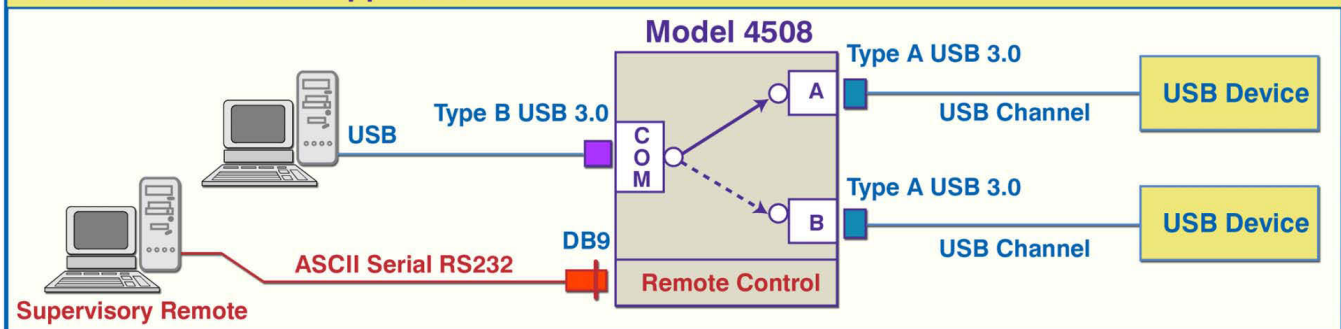 Model 4508
Type A USB 3.0
A
USB Device
USB Channel
Type B USB 3.0
USB
COM
Type A USB 3.0
B
USB Device
USB Channel
DB9
ASCII Serial RS232
Remote Control
Supervisory Remote